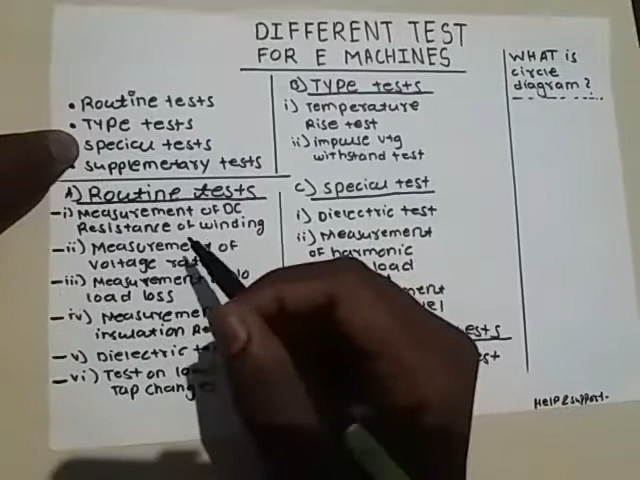 DIFFERENT TEST
FOR E MACHINES
• Routine tests
• TYPE tests
• special tests
• supplemetary tests
A) Routine tests
i) Measurement of DC
Resistance of winding
ii) Measurement of
voltage
iii) Measurement
load loss
iv)
insulation
v) Dielectric
vi) Test on
Tap
B) TYPE tests
i) Temperature
Rise test
ii) impulse vtg
withstand test
C) special test
i) Dielectric test
ii) Measurement
of harmonic
load
WHAT is
circle
diagram?
HELP & support.